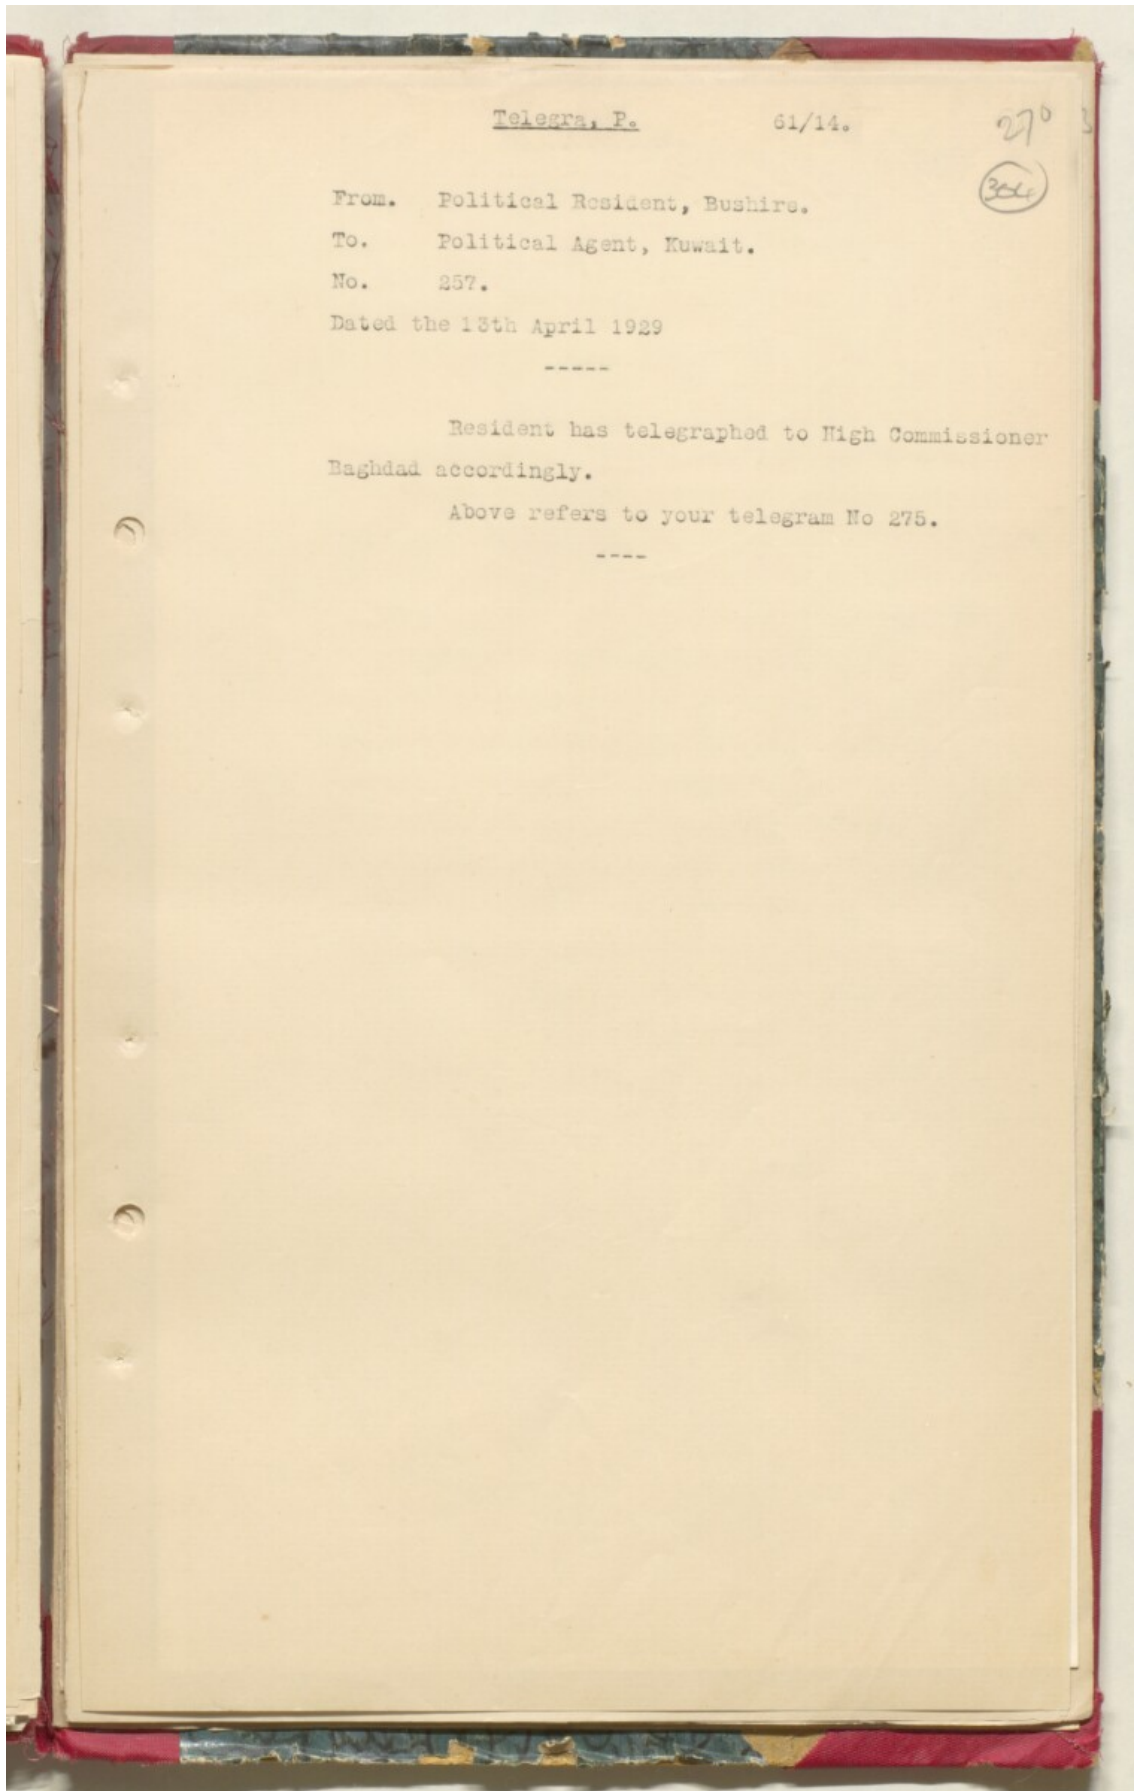 Telegra, P. 61/14.
270
304
From. Political Resident, Bushire.
To. Political Agent, Kuwait.
No. 257.
Dated the 13th April 1929
-----
Resident has telegraphed to High Commissioner
Baghdad accordingly.
Above refers to your telegram No 275.
----